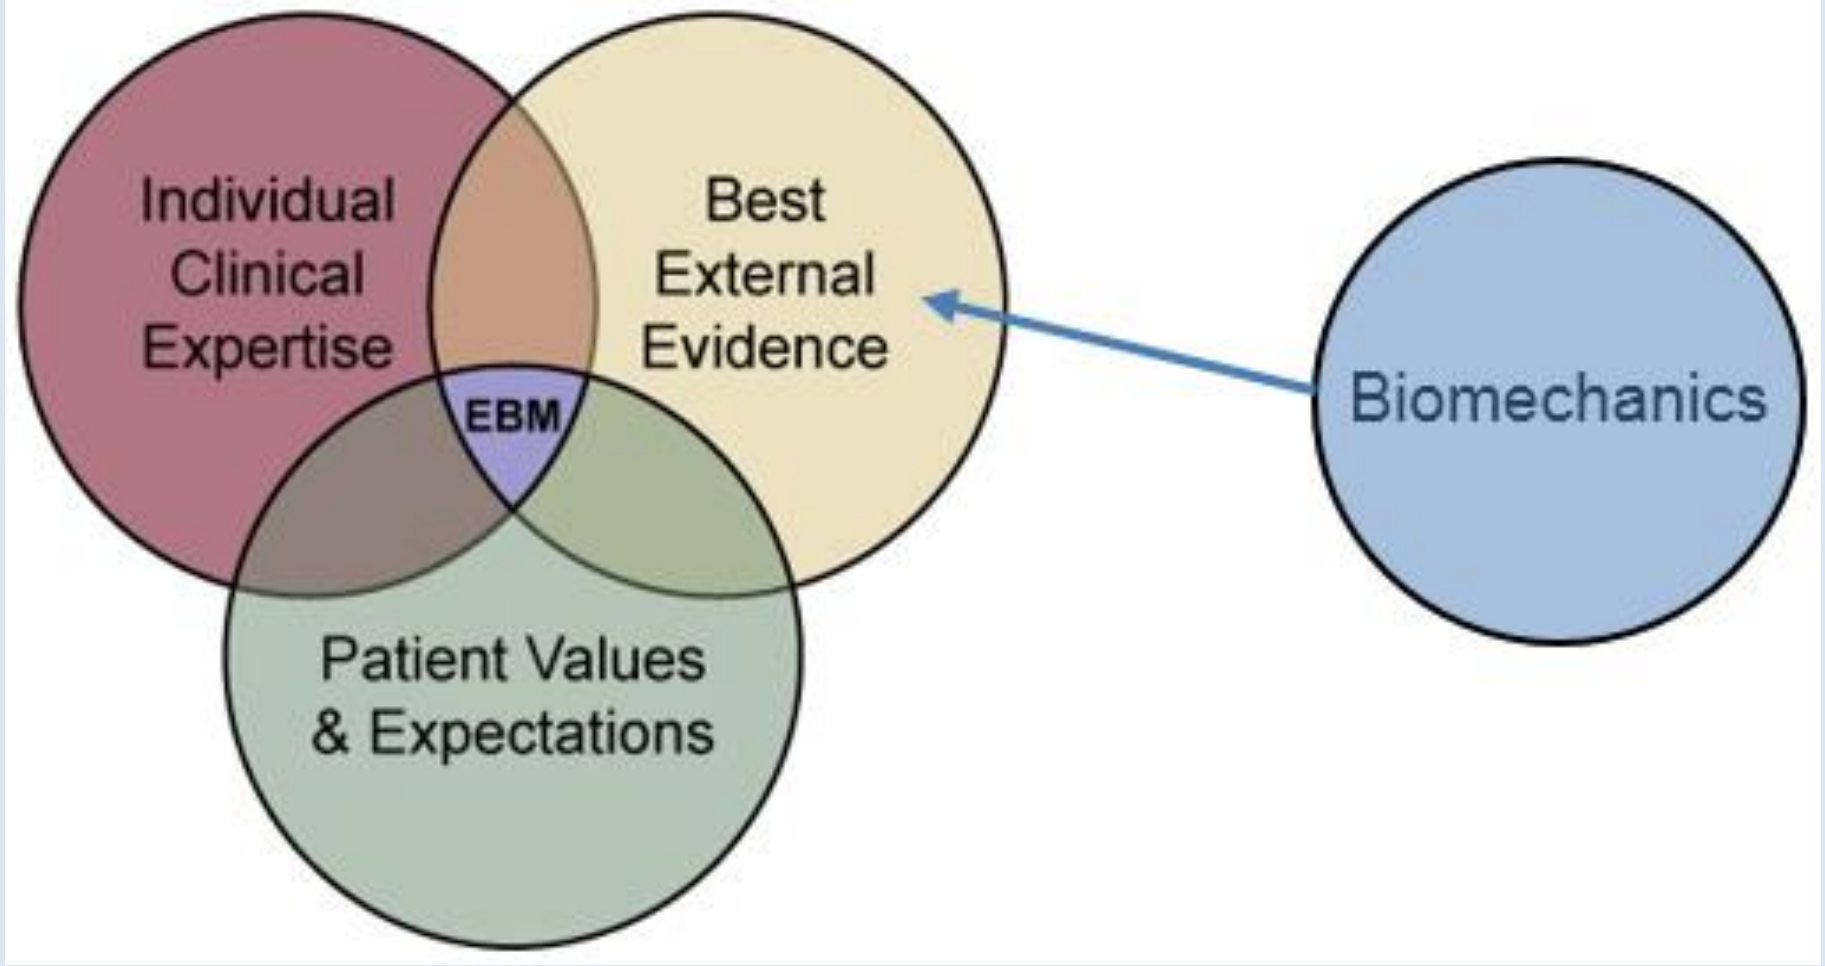 Individual
Clinical
Expertise
Best
External
Evidence
EBM
Patient Values
& Expectations
Biomechanics